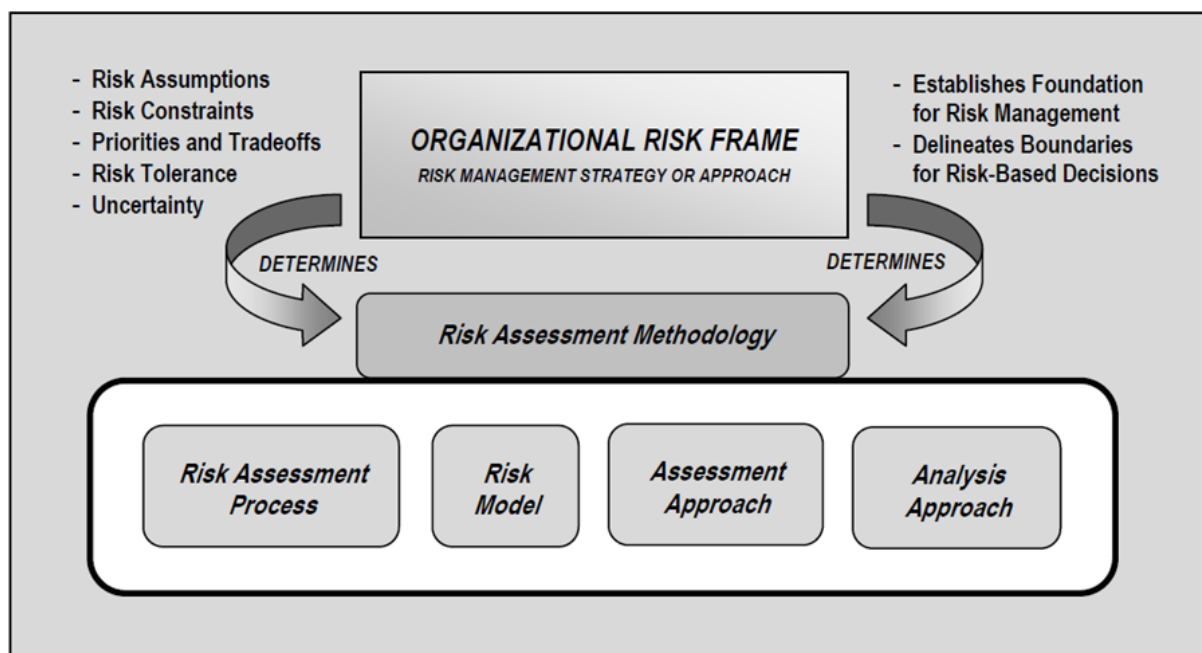 - Risk Assumptions
- Risk Constraints
- Priorities and Tradeoffs
- Risk Tolerance
- Uncertainty
ORGANIZATIONAL RISK FRAME
RISK MANAGEMENT STRATEGY OR APPROACH
- Establishes Foundation
for Risk Management
- Delineates Boundaries
for Risk-Based Decisions
DETERMINES
DETERMINES
Risk Assessment Methodology
Risk Assessment
Process
Risk
Model
Assessment
Approach
Analysis
Approach